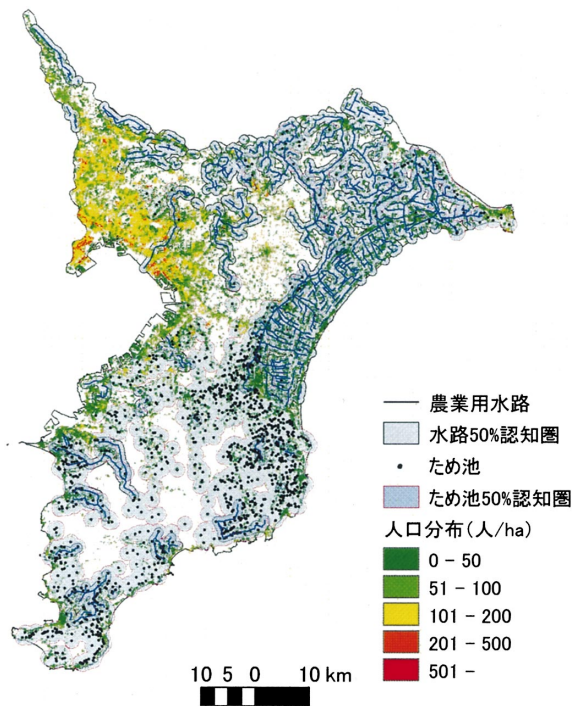 農業用水路
水路50%認知圏
ため池
ため池50%認知圏
人口分布(人/ha)
0 - 50
51 - 100
101 - 200
201 - 500
501 -
10 5 0 10 km